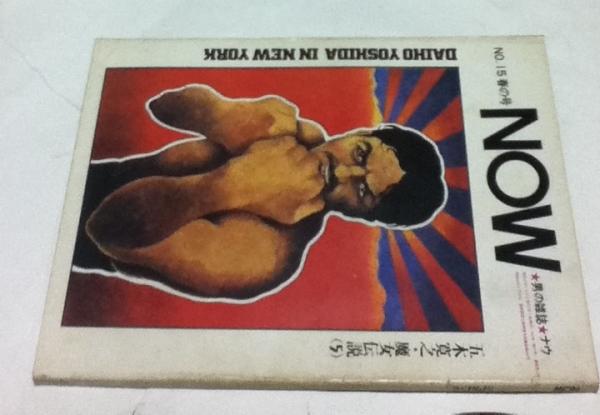 NO. 15 春の号
NOW
★男の雑誌★ナウ
DAIHO YOSHIDA IN NEW YORK
五木寛之・魔女伝説(5)